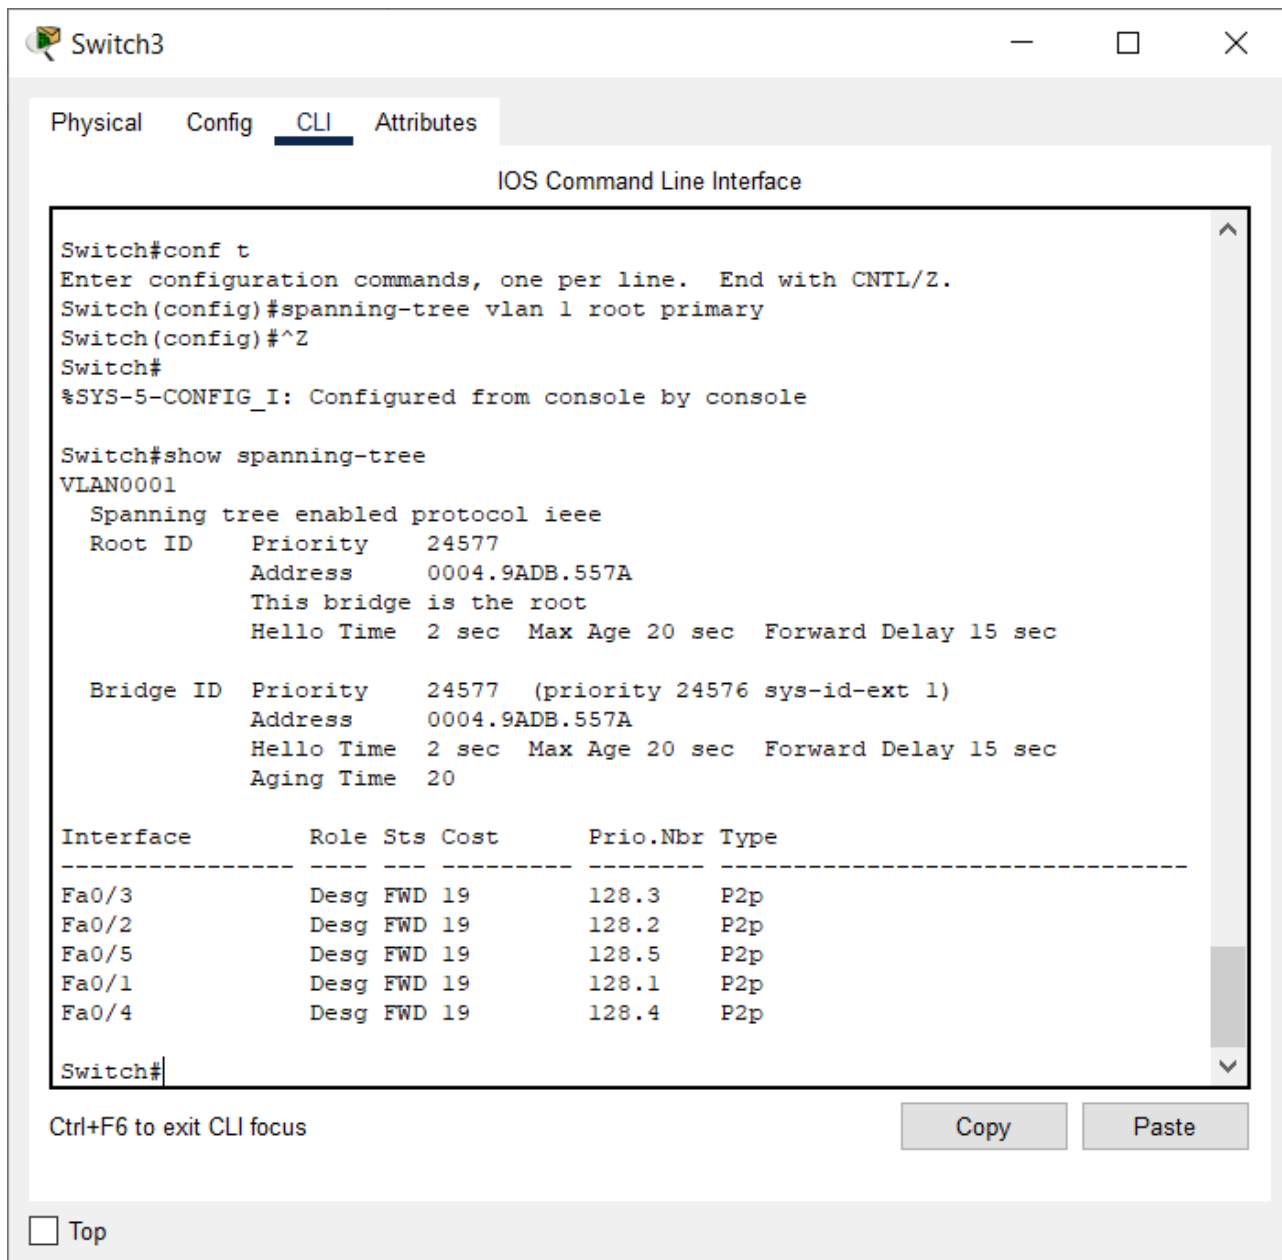 Switch3
Physical Config CLI Attributes
IOS Command Line Interface
Switch#conf t
Enter configuration commands, one per line.  End with CNTL/Z.
Switch(config)#spanning-tree vlan 1 root primary
Switch(config)#^Z
Switch#
%SYS-5-CONFIG_I: Configured from console by console
Switch#show spanning-tree
VLAN0001
  Spanning tree enabled protocol ieee
  Root ID    Priority    24577
             Address     0004.9ADB.557A
             This bridge is the root
             Hello Time  2 sec  Max Age 20 sec  Forward Delay 15 sec
  Bridge ID  Priority    24577  (priority 24576 sys-id-ext 1)
             Address     0004.9ADB.557A
             Hello Time  2 sec  Max Age 20 sec  Forward Delay 15 sec
             Aging Time  20
Interface        Role Sts Cost      Prio.Nbr Type
---------------- ---- --- --------- -------- --------------------------------
Fa0/3            Desg FWD 19        128.3    P2p
Fa0/2            Desg FWD 19        128.2    P2p
Fa0/5            Desg FWD 19        128.5    P2p
Fa0/1            Desg FWD 19        128.1    P2p
Fa0/4            Desg FWD 19        128.4    P2p
Switch#
Ctrl+F6 to exit CLI focus Copy Paste
Top